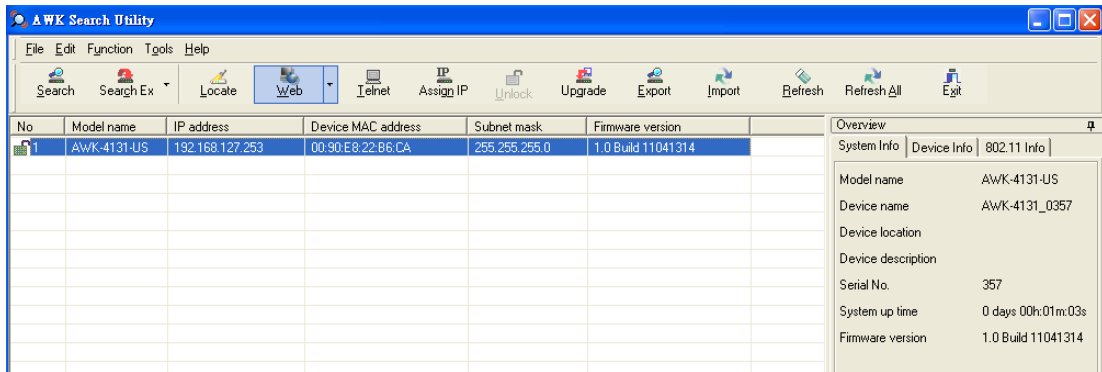 AWK Search Utility
File Edit Function Tools Help
Search Search Ex Locate Web Telnet IP Assign IP Unlock Upgrade Export Import Refresh Refresh All Exit
No Model name IP address Device MAC address Subnet mask Firmware version
1 AWK-4131-US 192.168.127.253 00:90:E8:22:B6:CA 255.255.255.0 1.0 Build 11041314
Overview
System Info Device Info 802.11 Info
Model name AWK-4131-US
Device name AWK-4131_0357
Device location
Device description
Serial No. 357
System up time 0 days 00h:01m:03s
Firmware version 1.0 Build 11041314